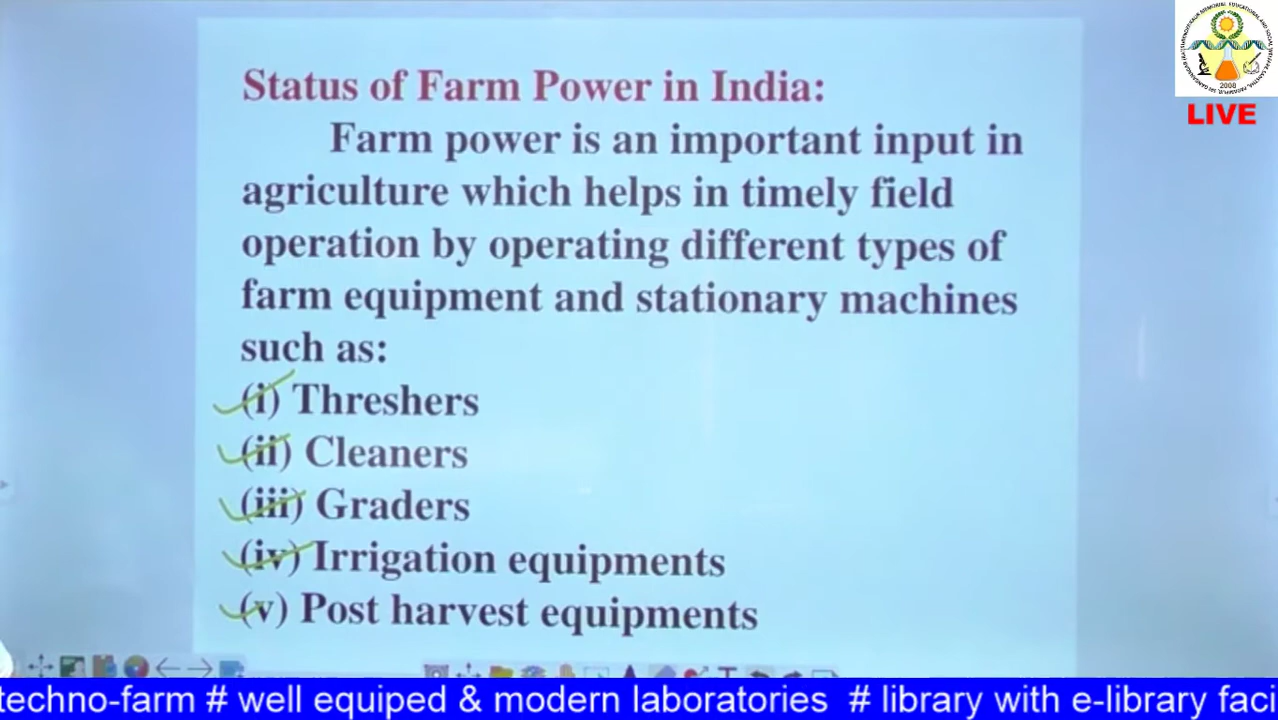 Status of Farm Power in India:
Farm power is an important input in
agriculture which helps in timely field
operation by operating different types of
farm equipment and stationary machines
such as:
(i) Threshers
(ii) Cleaners
(iii) Graders
(iv) Irrigation equipments
(v) Post harvest equipments
2008
LIVE
techno-farm # well equiped & modern laboratories # library with e-library faci